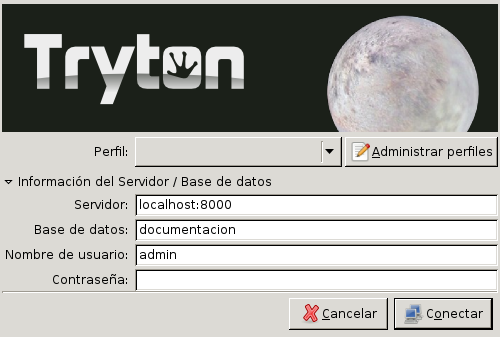 Tryton
Perfil:
Administrar perfiles
Información del Servidor / Base de datos
Servidor: localhost:8000
Base de datos: documentacion
Nombre de usuario: admin
Contraseña:
Cancelar Conectar